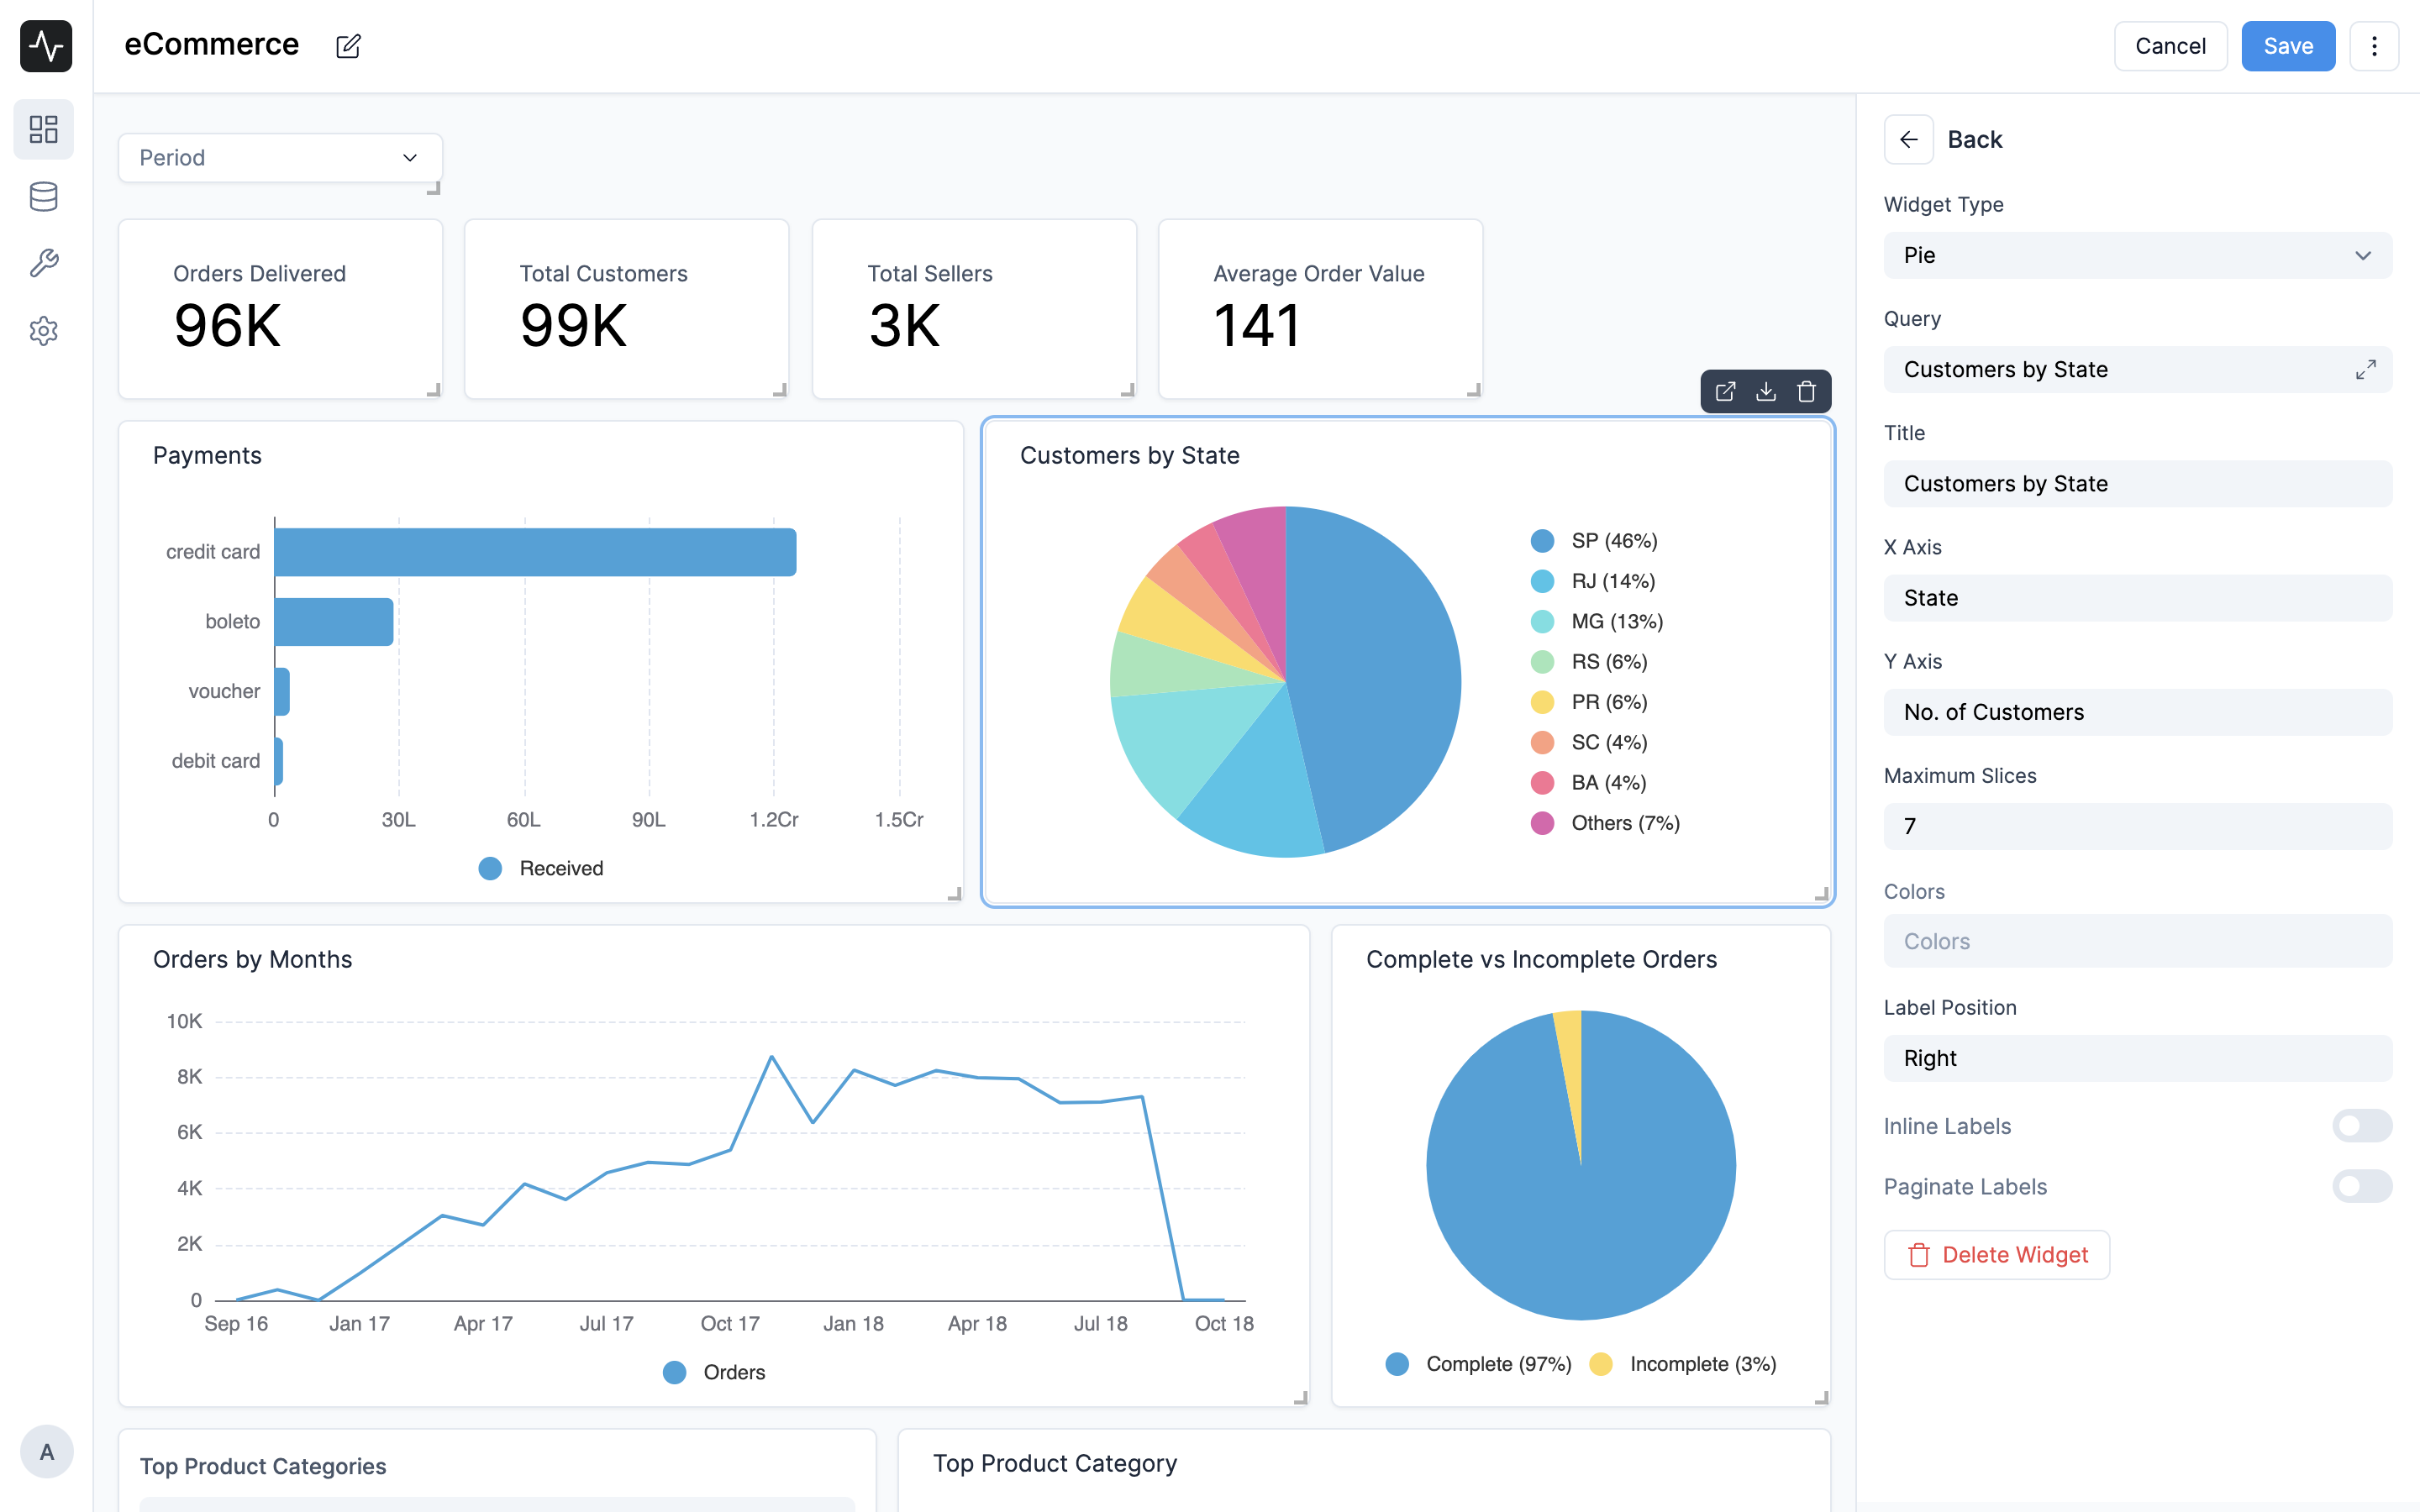 eCommerce
Cancel
Save
Period
Orders Delivered
96K
Total Customers
99K
Total Sellers
3K
Average Order Value
141
Payments
credit card
boleto
voucher
debit card
0 30L 60L 90L 1.2Cr 1.5Cr
Received
Customers by State
SP (46%)
RJ (14%)
MG (13%)
RS (6%)
PR (6%)
SC (4%)
BA (4%)
Others (7%)
Orders by Months
10K
8K
6K
4K
2K
0
Sep 16 Jan 17 Apr 17 Jul 17 Oct 17 Jan 18 Apr 18 Jul 18 Oct 18
Orders
Complete vs Incomplete Orders
Complete (97%) Incomplete (3%)
Top Product Categories
Top Product Category
Back
Widget Type
Pie
Query
Customers by State
Title
Customers by State
X Axis
State
Y Axis
No. of Customers
Maximum Slices
7
Colors
Colors
Label Position
Right
Inline Labels
Paginate Labels
Delete Widget
A